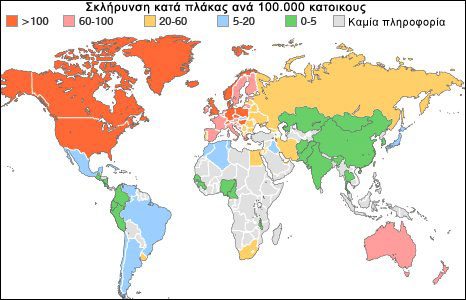 Σκλήρυνση κατά πλάκας ανά 100.000 κατοικους
>100 60-100 20-60 5-20 0-5 Καμία πληροφορία